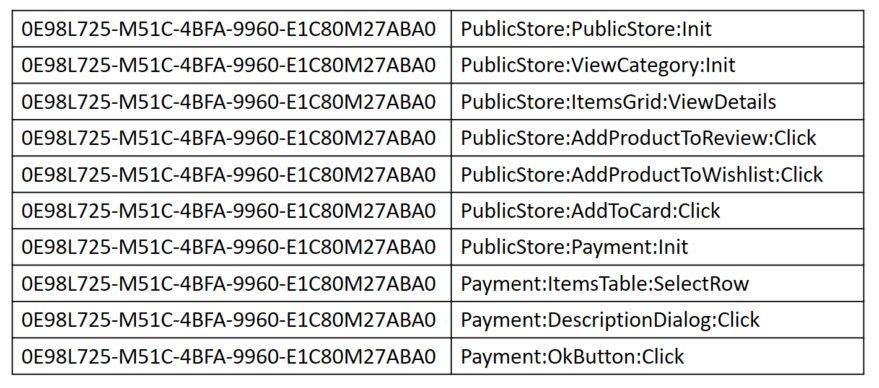 0E98L725-M51C-4BFA-9960-E1C80M27ABA0 PublicStore:PublicStore:Init
0E98L725-M51C-4BFA-9960-E1C80M27ABA0 PublicStore:ViewCategory:Init
0E98L725-M51C-4BFA-9960-E1C80M27ABA0 PublicStore:ItemsGrid:ViewDetails
0E98L725-M51C-4BFA-9960-E1C80M27ABA0 PublicStore:AddProductToReview:Click
0E98L725-M51C-4BFA-9960-E1C80M27ABA0 PublicStore:AddProductToWishlist:Click
0E98L725-M51C-4BFA-9960-E1C80M27ABA0 PublicStore:AddToCard:Click
0E98L725-M51C-4BFA-9960-E1C80M27ABA0 PublicStore:Payment:Init
0E98L725-M51C-4BFA-9960-E1C80M27ABA0 Payment:ItemsTable:SelectRow
0E98L725-M51C-4BFA-9960-E1C80M27ABA0 Payment:DescriptionDialog:Click
0E98L725-M51C-4BFA-9960-E1C80M27ABA0 Payment:OkButton:Click